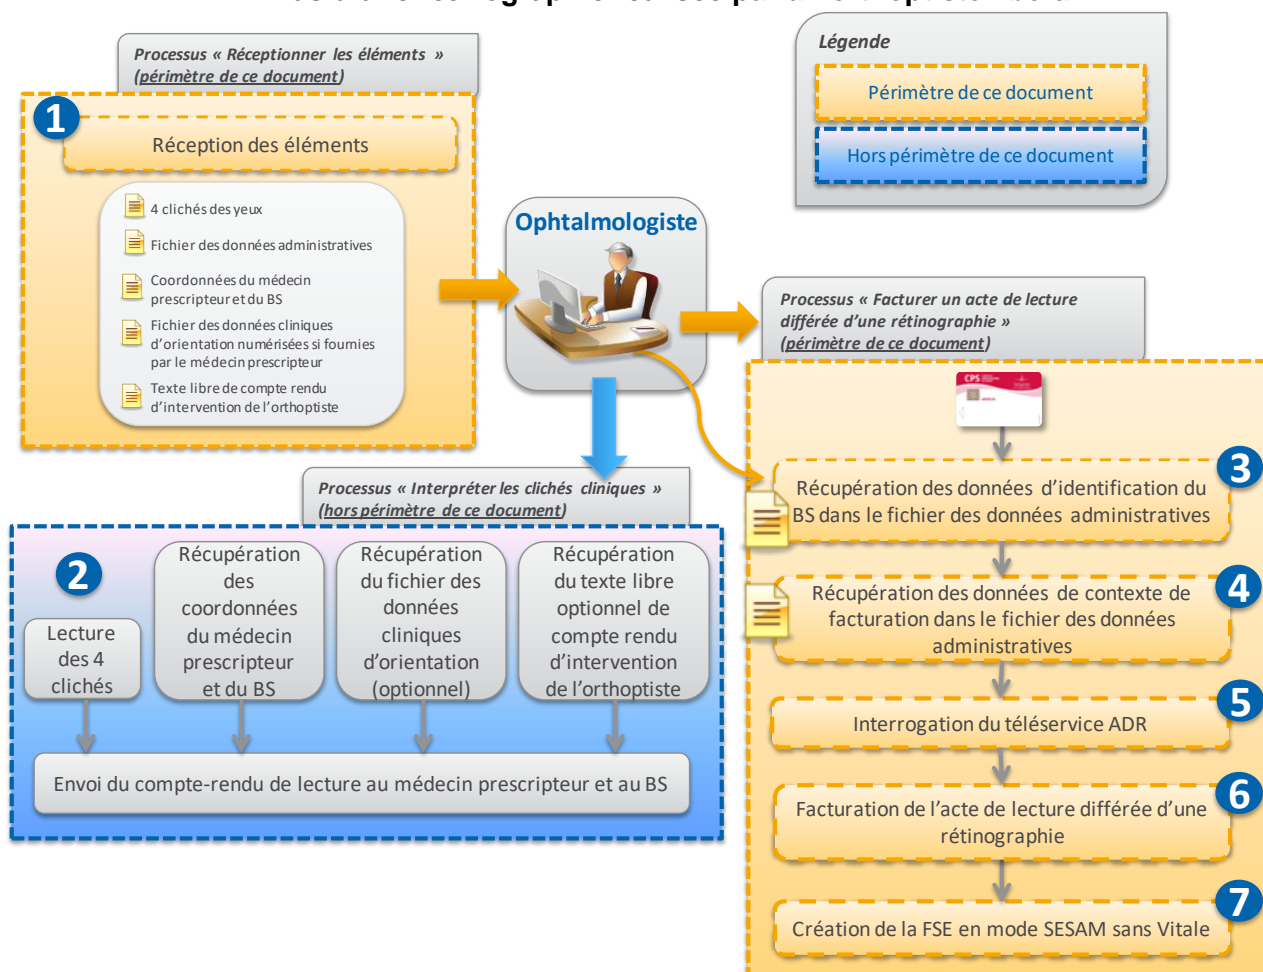 Processus « Réceptionner les éléments »
(périmètre de ce document)
Légende
Périmètre de ce document
Hors périmètre de ce document
1
Réception des éléments
4 clichés des yeux
Fichier des données administratives
Coordonnées du médecin
prescripteur et du BS
Fichier des données cliniques
d'orientation numérisées si fournies
par le médecin prescripteur
Texte libre de compte rendu
d'intervention de l'orthoptiste
Ophtalmologiste
Processus « Facturer un acte de lecture
différée d'une rétinographie »
(périmètre de ce document)
CPS
Processus « Interpréter les clichés cliniques »
(hors périmètre de ce document)
2
Lecture
des 4
clichés
Récupération
des
coordonnées
du médecin
prescripteur
et du BS
Récupération
du fichier des
données
cliniques
d'orientation
(optionnel)
Récupération
du texte libre
optionnel de
compte rendu
d'intervention
de l'orthoptiste
Envoi du compte-rendu de lecture au médecin prescripteur et au BS
3
Récupération des données d'identification du
BS dans le fichier des données administratives
4
Récupération des données de contexte de
facturation dans le fichier des données
administratives
5
Interrogation du téléservice ADR
6
Facturation de l'acte de lecture différée d'une
rétinographie
7
Création de la FSE en mode SESAM sans Vitale